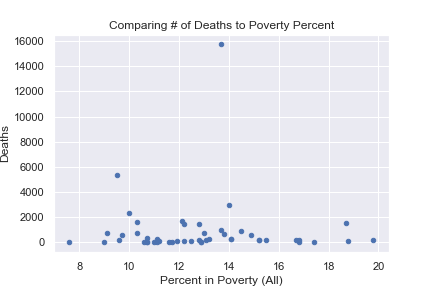 Comparing # of Deaths to Poverty Percent
16000
14000
12000
10000
8000
6000
4000
2000
0
Deaths
8 10 12 14 16 18 20
Percent in Poverty (All)